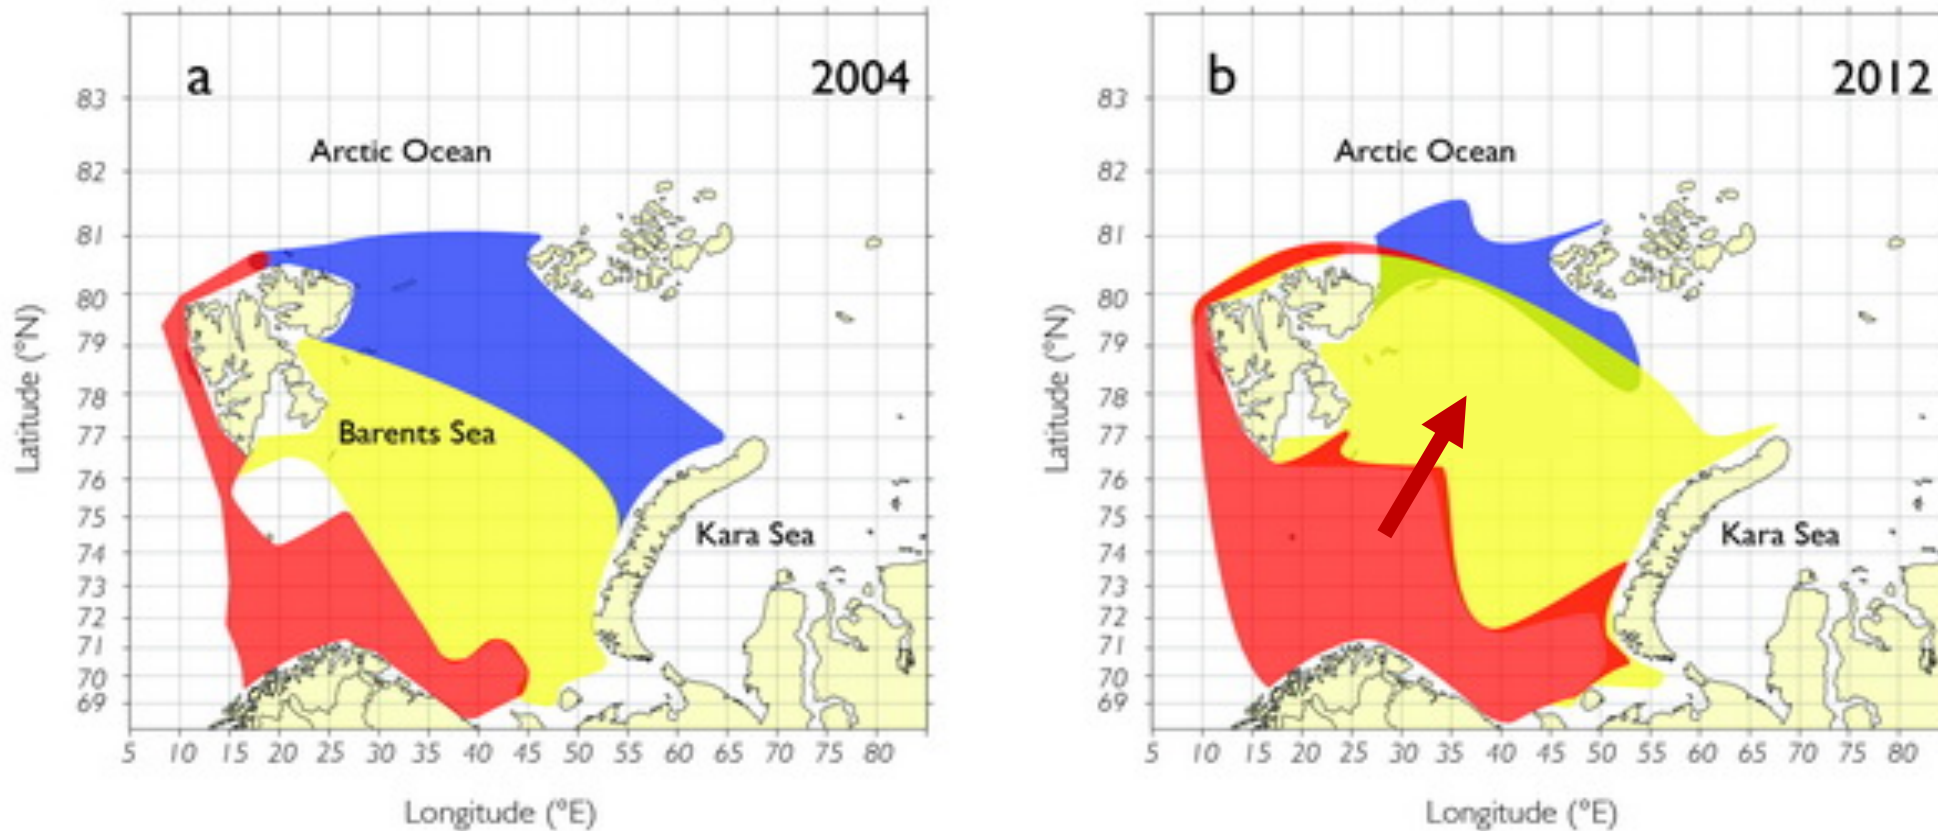 a
2004
83
82
81
80
79
78
77
76
75
74
73
72
71
70
69
Arctic Ocean
Barents Sea
Kara Sea
Latitude (°N)
5 10 15 20 25 30 35 40 45 50 55 60 65 70 75 80
Longitude (°E)
b
2012
83
82
81
80
79
78
77
76
75
74
73
72
71
70
69
Arctic Ocean
Kara Sea
Latitude (°N)
5 10 15 20 25 30 35 40 45 50 55 60 65 70 75 80
Longitude (°E)